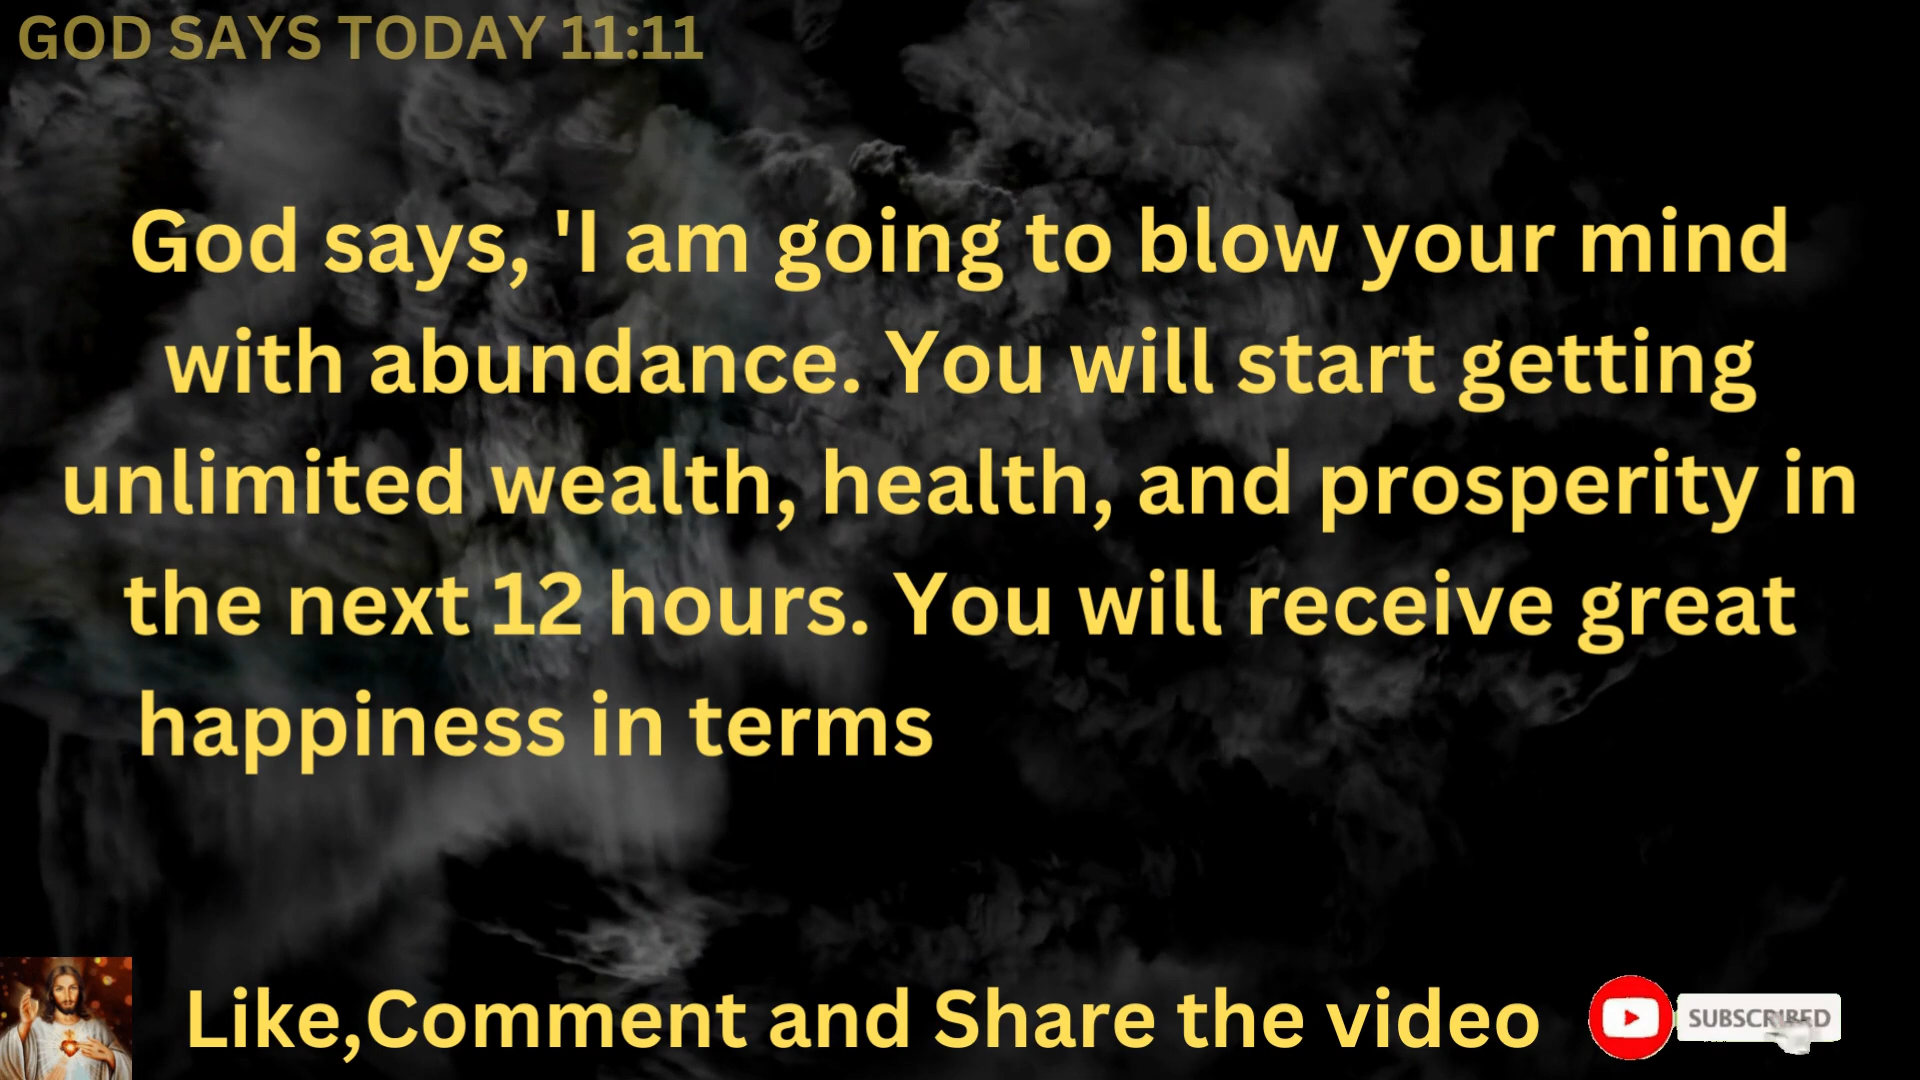 GOD SAYS TODAY 11:11
God says, 'I am going to blow your mind
with abundance. You will start getting
unlimited wealth, health, and prosperity in
the next 12 hours. You will receive great
happiness in terms
Like,Comment and Share the video
SUBSCRIBED